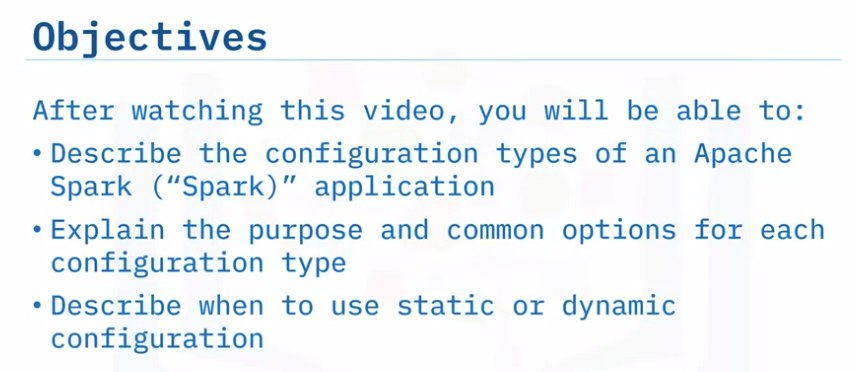 Objectives
After watching this video, you will be able to:
• Describe the configuration types of an Apache
Spark (“Spark)” application
• Explain the purpose and common options for each
configuration type
• Describe when to use static or dynamic
configuration